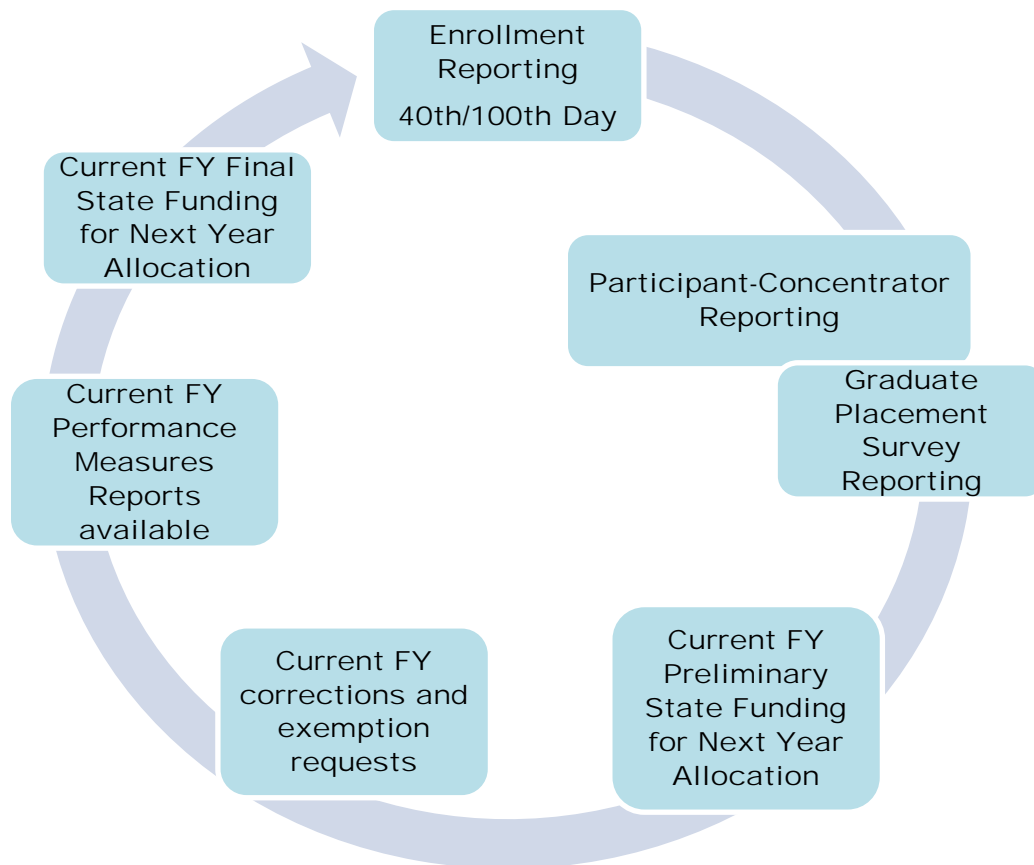 Enrollment
Reporting
40th/100th Day
Participant-Concentrator
Reporting
Graduate
Placement
Survey
Reporting
Current FY
Preliminary
State Funding
for Next Year
Allocation
Current FY
corrections and
exemption
requests
Current FY
Performance
Measures
Reports
available
Current FY Final
State Funding
for Next Year
Allocation